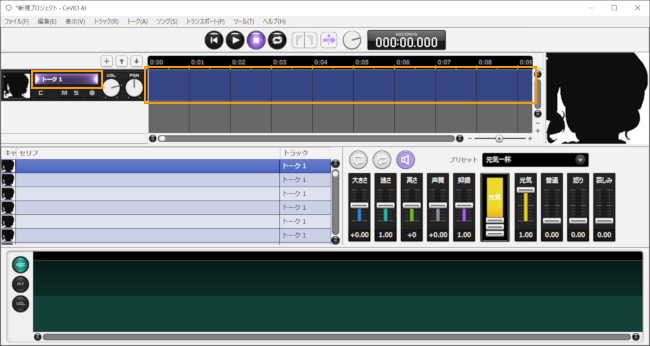 *新規プロジェクト - CeVIO AI
ファイル(F) 編集(E) 表示(V) トラック(R) トーク(A) ソング(S) トランスポート(P) ツール(T) ヘルプ(H)
SECONDS
000:00.000
0:00 0:01 0:02 0:03 0:04 0:05 0:06 0:07 0:08 0:09
トーク 1 VOL PAN
C M S
キャ セリフ トラック
トーク 1
トーク 1
トーク 1
トーク 1
トーク 1
プリセット 元気一杯
大きさ 速さ 高さ 声質 抑揚 元気 元気 普通 怒り 哀しみ
+0.00 1.00 +0 +0.00 1.00 1.00 0.00 0.00 0.00
VOL